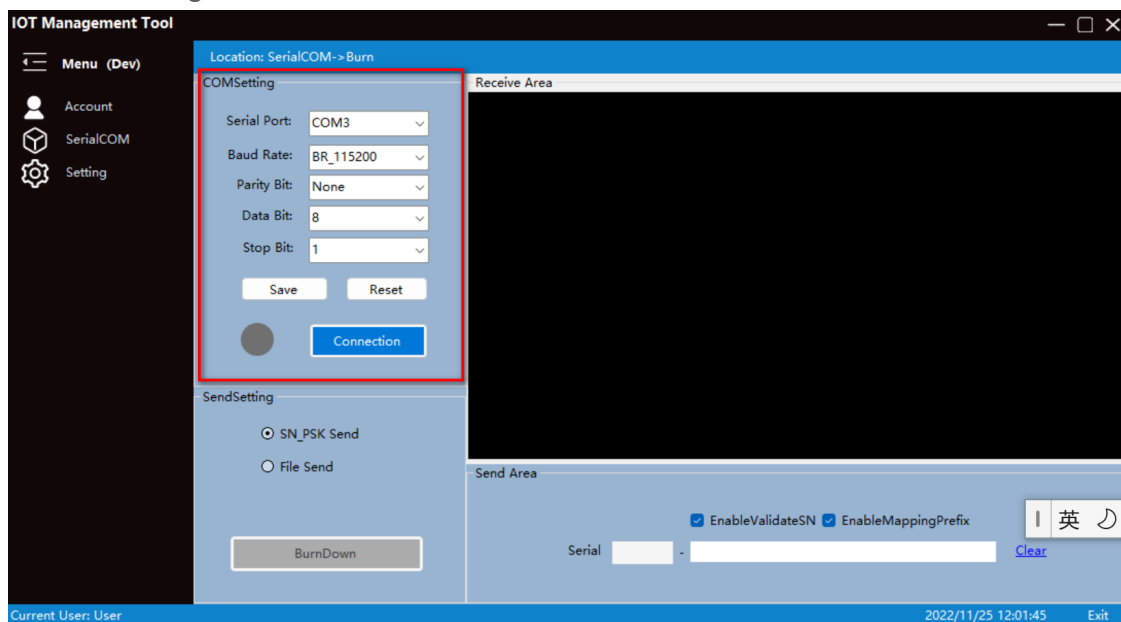 IOT Management Tool
Menu (Dev)
Account
SerialCOM
Setting
Location: SerialCOM->Burn
COMSetting
Serial Port: COM3
Baud Rate: BR_115200
Parity Bit: None
Data Bit: 8
Stop Bit: 1
Save Reset
Connection
SendSetting
SN_PSK Send
File Send
BurnDown
Receive Area
Send Area
EnableValidateSN EnableMappingPrefix
Serial - Clear
英
Current User: User 2022/11/25 12:01:45 Exit